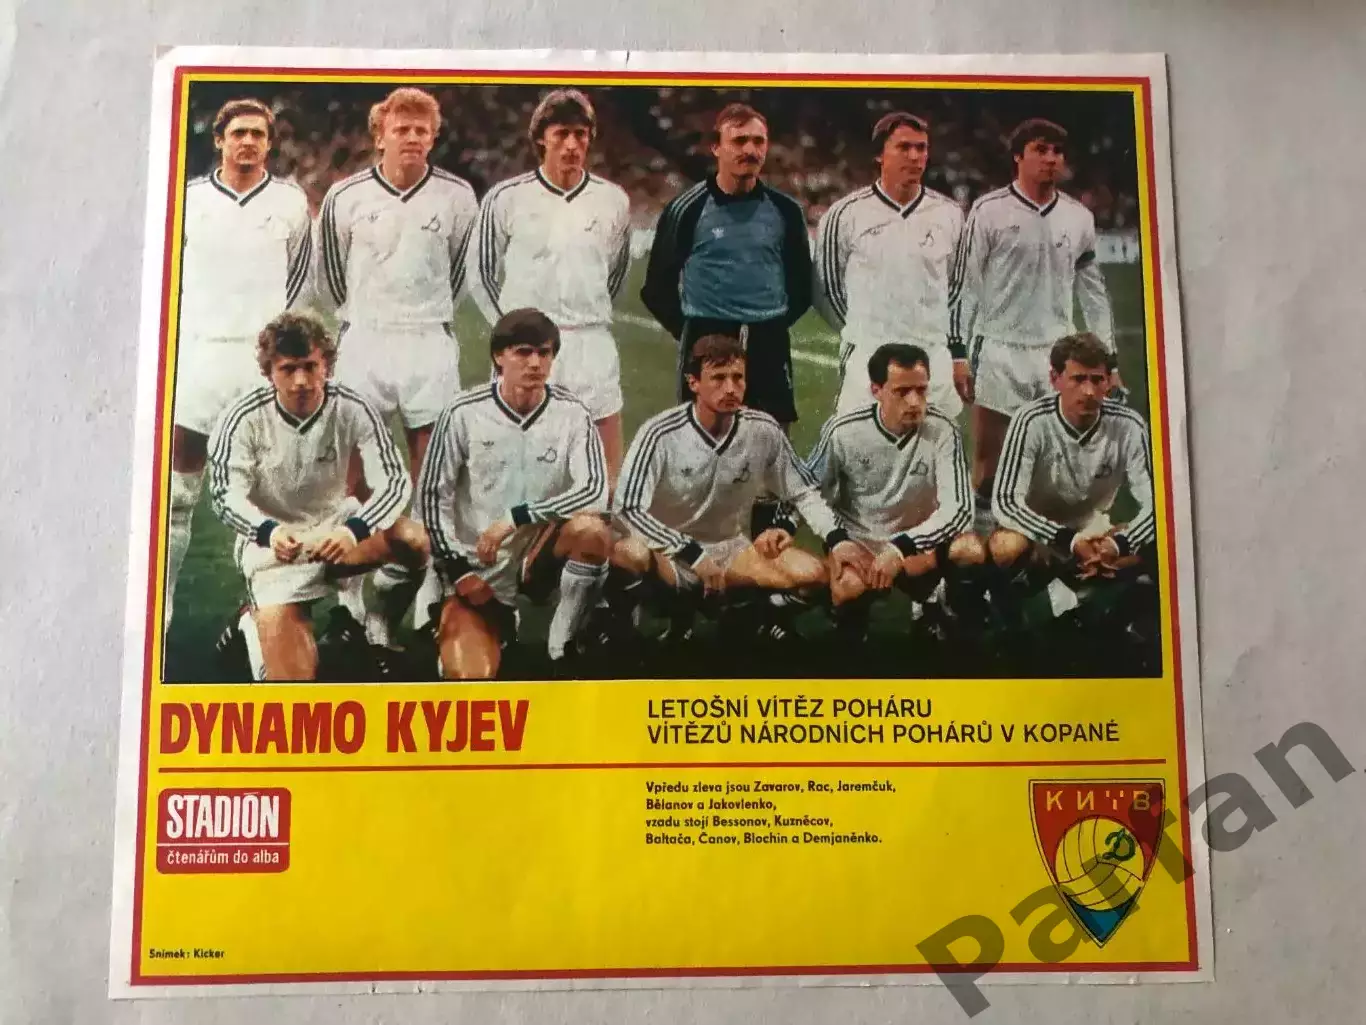 DYNAMO KYJEV
LETOŠNÍ VÍTĚZ POHÁRU
VÍTĚZŮ NÁRODNÍCH POHÁRŮ V KOPANÉ
STADIÓN
čtenářům do alba
Vpředu zleva jsou Zavarov, Rac, Jaremčuk,
Bělanov a Jakovlenko,
vzadu stojí Bessonov, Kuzněcov,
Baltača, Čanov, Blochin a Demjaněnko.
КИЇВ
Д
Snímek: Kicker
Parfan